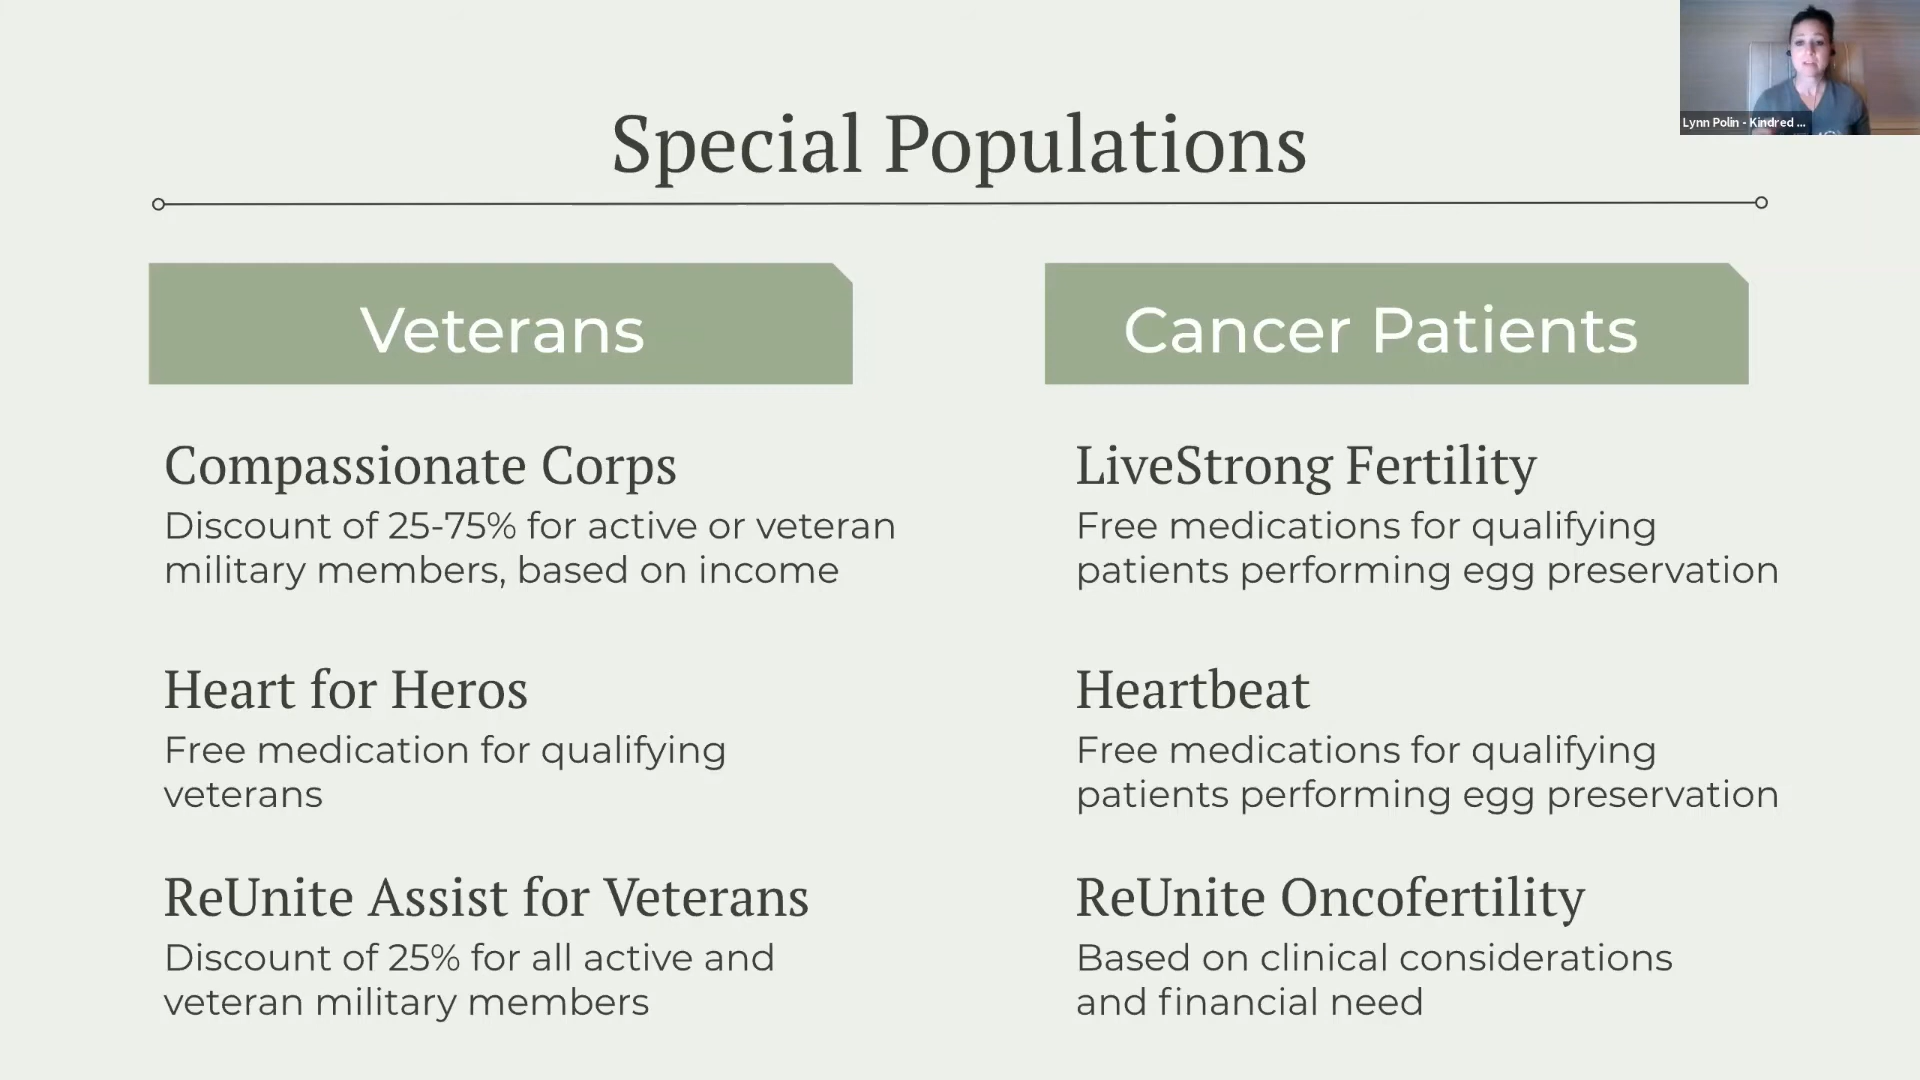 Lynn Polin - Kindred ...
Special Populations
Veterans
Compassionate Corps
Discount of 25-75% for active or veteran
military members, based on income
Heart for Heros
Free medication for qualifying
veterans
ReUnite Assist for Veterans
Discount of 25% for all active and
veteran military members
Cancer Patients
LiveStrong Fertility
Free medications for qualifying
patients performing egg preservation
Heartbeat
Free medications for qualifying
patients performing egg preservation
ReUnite Oncofertility
Based on clinical considerations
and financial need